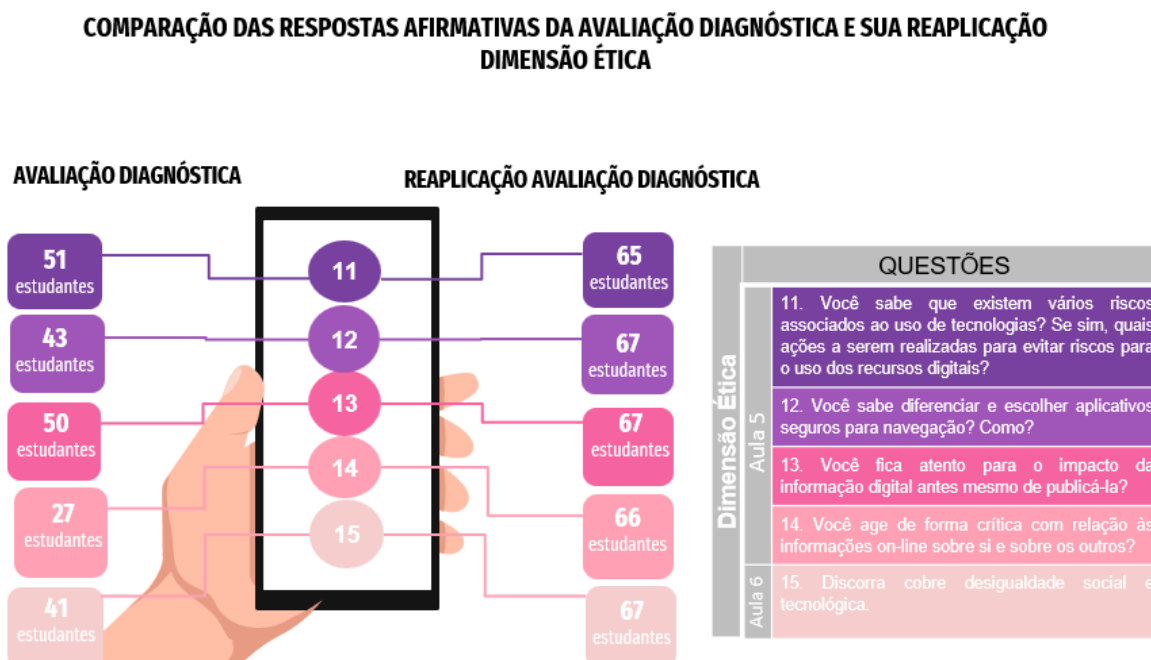 COMPARAÇÃO DAS RESPOSTAS AFIRMATIVAS DA AVALIAÇÃO DIAGNÓSTICA E SUA REAPLICAÇÃO
DIMENSÃO ÉTICA
AVALIAÇÃO DIAGNÓSTICA
REAPLICAÇÃO AVALIAÇÃO DIAGNÓSTICA
51
estudantes
11
65
estudantes
43
estudantes
12
67
estudantes
50
estudantes
13
67
estudantes
27
estudantes
14
66
estudantes
41
estudantes
15
67
estudantes
Dimensão Ética
QUESTÕES
Aula 5
11. Você sabe que existem vários riscos
associados ao uso de tecnologias? Se sim, quais
ações a serem realizadas para evitar riscos para
o uso dos recursos digitais?
12. Você sabe diferenciar e escolher aplicativos
seguros para navegação? Como?
13. Você fica atento para o impacto da
informação digital antes mesmo de publicá-la?
14. Você age de forma crítica com relação às
informações on-line sobre si e sobre os outros?
Aula 6
15. Discorra cobre desigualdade social e
tecnológica.